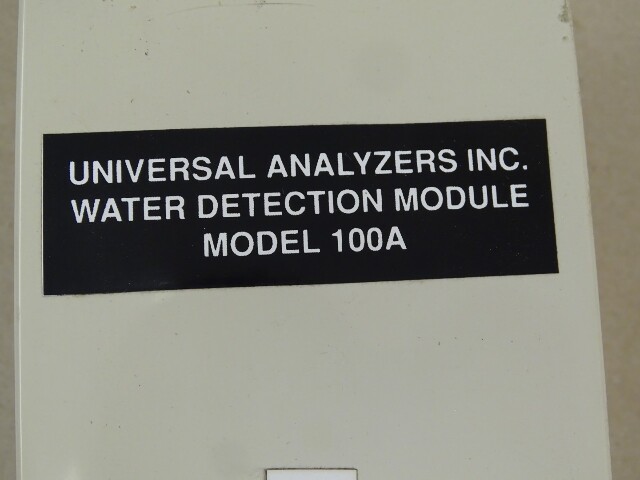 UNIVERSAL ANALYZERS INC.
WATER DETECTION MODULE
MODEL 100A